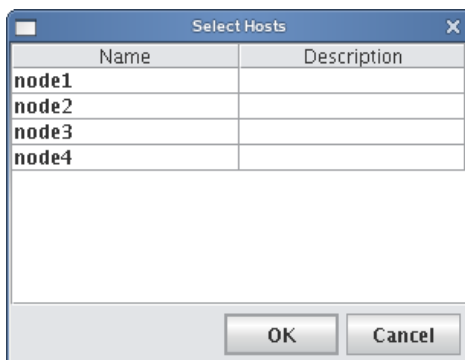 Select Hosts
Name Description
node1
node2
node3
node4
OK Cancel